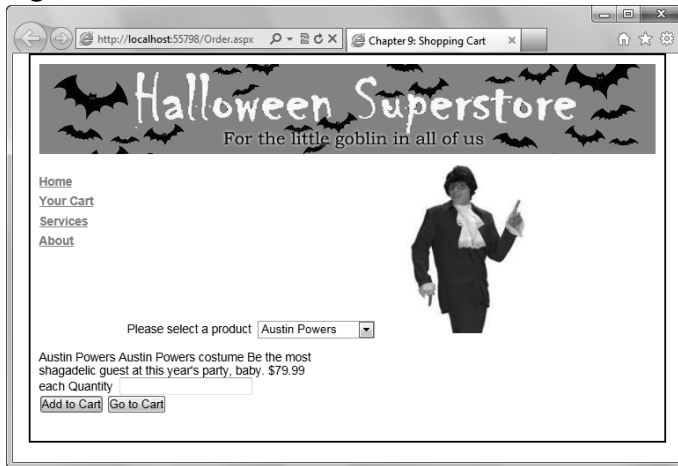 http://localhost:55798/Order.aspx
Chapter 9: Shopping Cart
Halloween Superstore
For the little goblin in all of us
Home
Your Cart
Services
About
Please select a product Austin Powers
Austin Powers Austin Powers costume Be the most
shagadelic guest at this year's party, baby. $79.99
each Quantity
Add to Cart Go to Cart